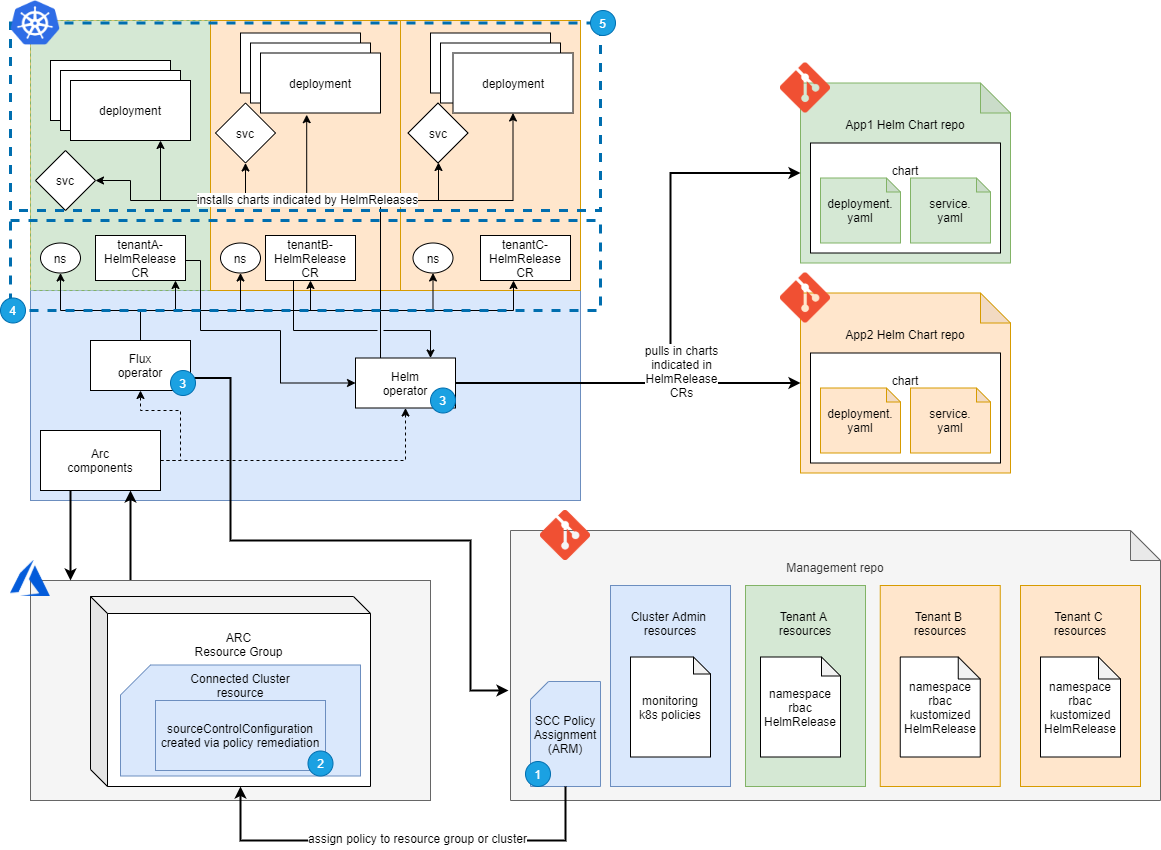 5
deployment
deployment
deployment
svc
svc
svc
installs charts indicated by HelmReleases
ns
tenantA-
HelmRelease
CR
ns
tenantB-
HelmRelease
CR
ns
tenantC-
HelmRelease
CR
4
Flux
operator
3
Helm
operator
3
Arc
components
pulls in charts
indicated in
HelmRelease
CRs
App1 Helm Chart repo
chart
deployment.
yaml
service.
yaml
App2 Helm Chart repo
chart
deployment.
yaml
service.
yaml
ARC
Resource Group
Connected Cluster
resource
sourceControlConfiguration
created via policy remediation
2
Management repo
SCC Policy
Assignment
(ARM)
1
Cluster Admin
resources
monitoring
k8s policies
Tenant A
resources
namespace
rbac
HelmRelease
Tenant B
resources
namespace
rbac
kustomized
HelmRelease
Tenant C
resources
namespace
rbac
kustomized
HelmRelease
assign policy to resource group or cluster